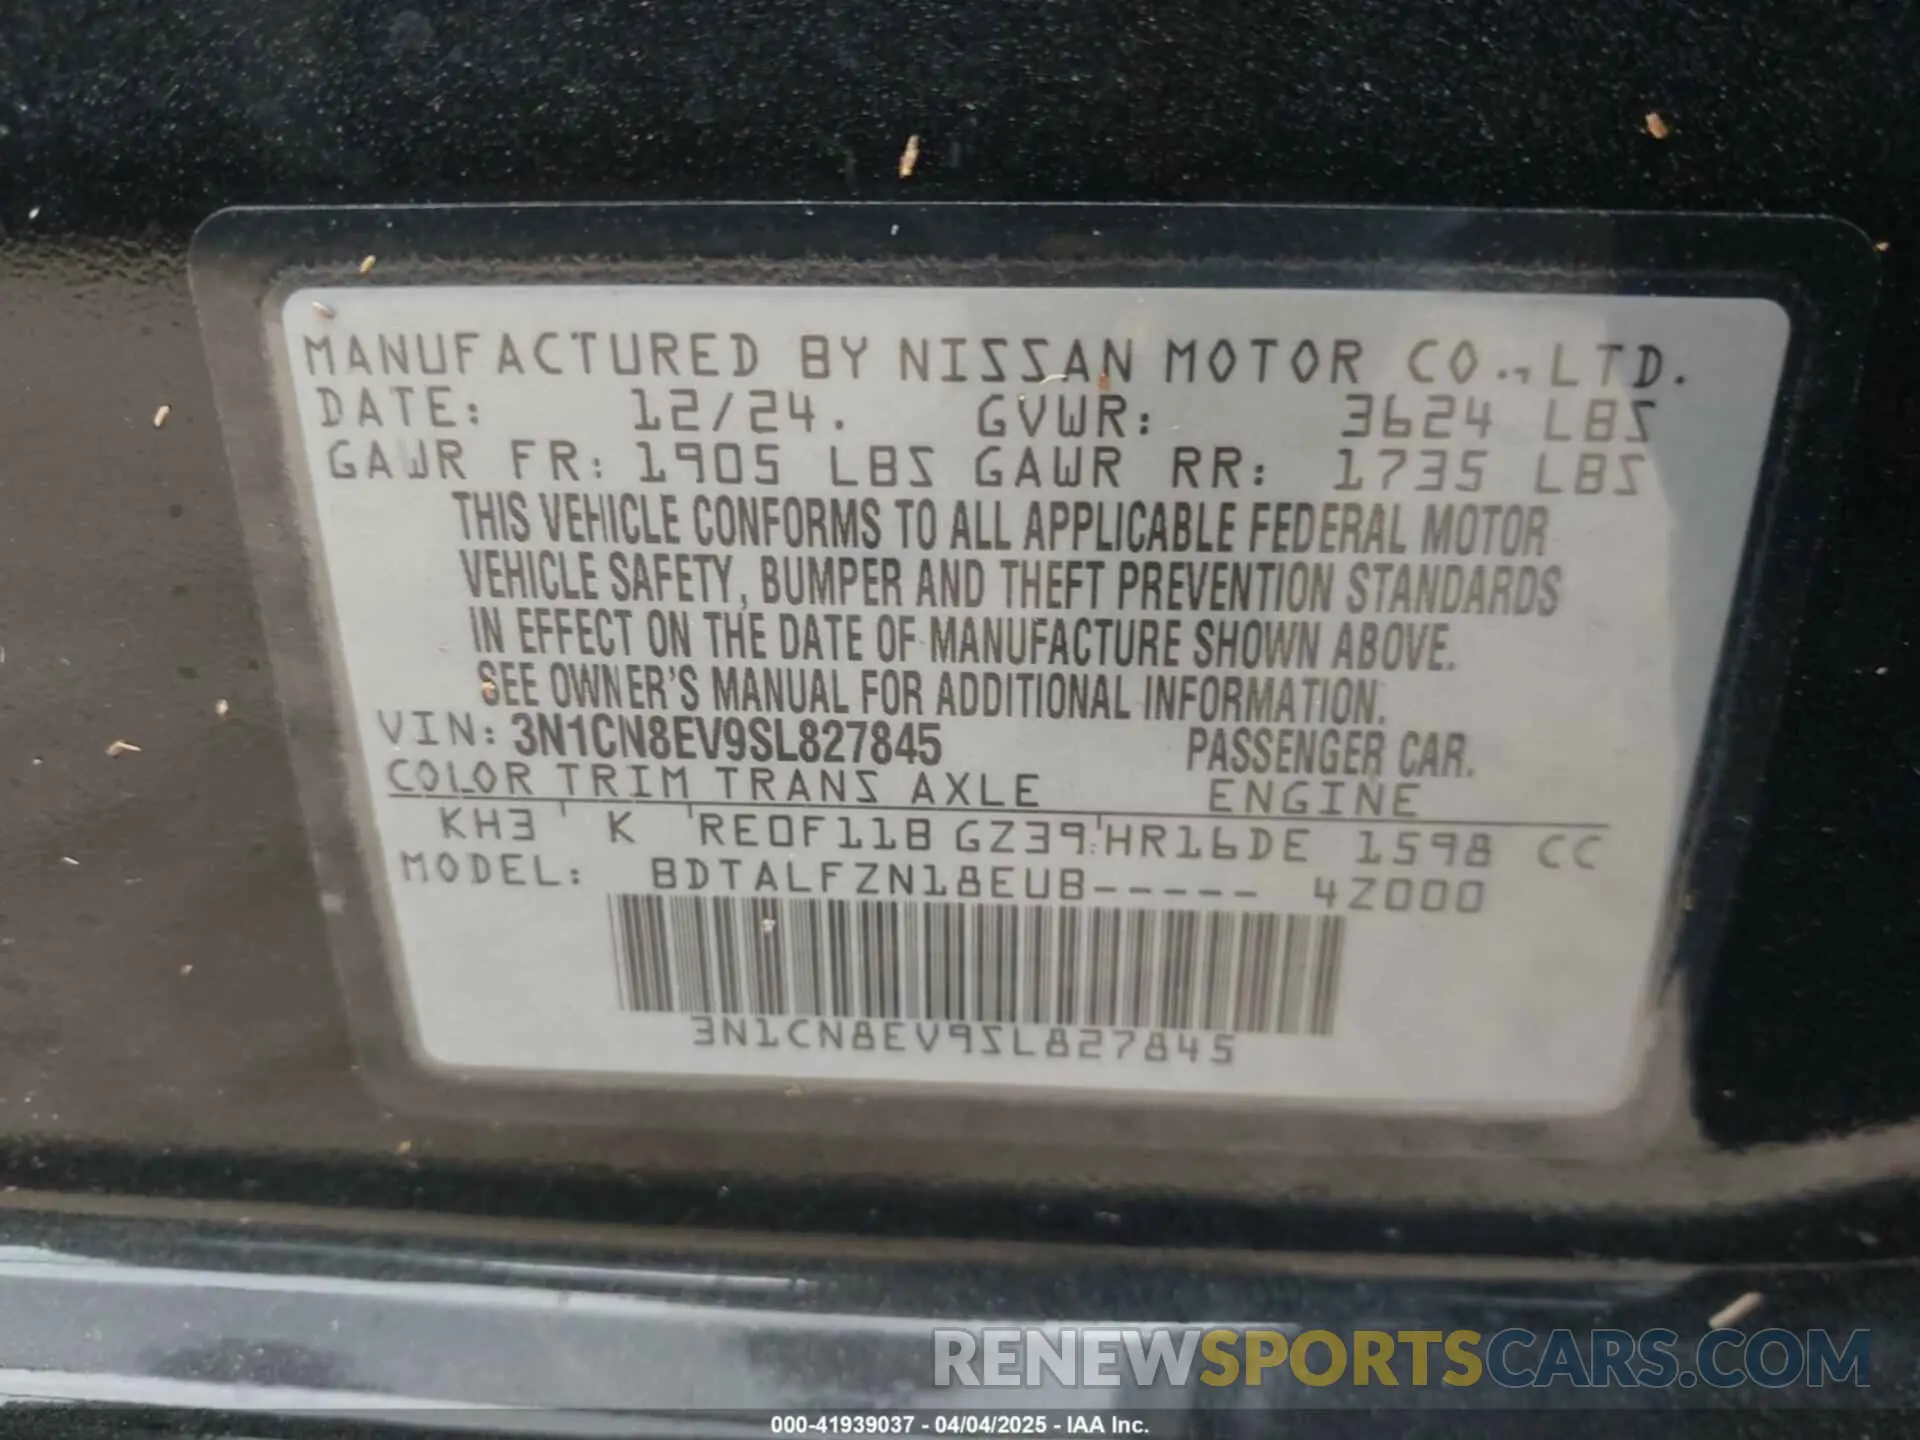 MANUFACTURED BY NISSAN MOTOR CO., LTD.
DATE: 12/24. GVWR: 3624 LBS
GAWR FR: 1905 LBS GAWR RR: 1735 LBS
THIS VEHICLE CONFORMS TO ALL APPLICABLE FEDERAL MOTOR
VEHICLE SAFETY, BUMPER AND THEFT PREVENTION STANDARDS
IN EFFECT ON THE DATE OF MANUFACTURE SHOWN ABOVE.
SEE OWNER'S MANUAL FOR ADDITIONAL INFORMATION.
VIN: 3N1CN8EV9SL827845 PASSENGER CAR.
COLOR TRIM TRANS AXLE ENGINE
KH3 K RE0F11B GZ39 HR16DE 1598 CC
MODEL: BDTALFZN18EUB----- 4Z000
3N1CN8EV9SL827845
RENEWSPORTSCARS.COM
000-41939037 - 04/04/2025 - IAA Inc.